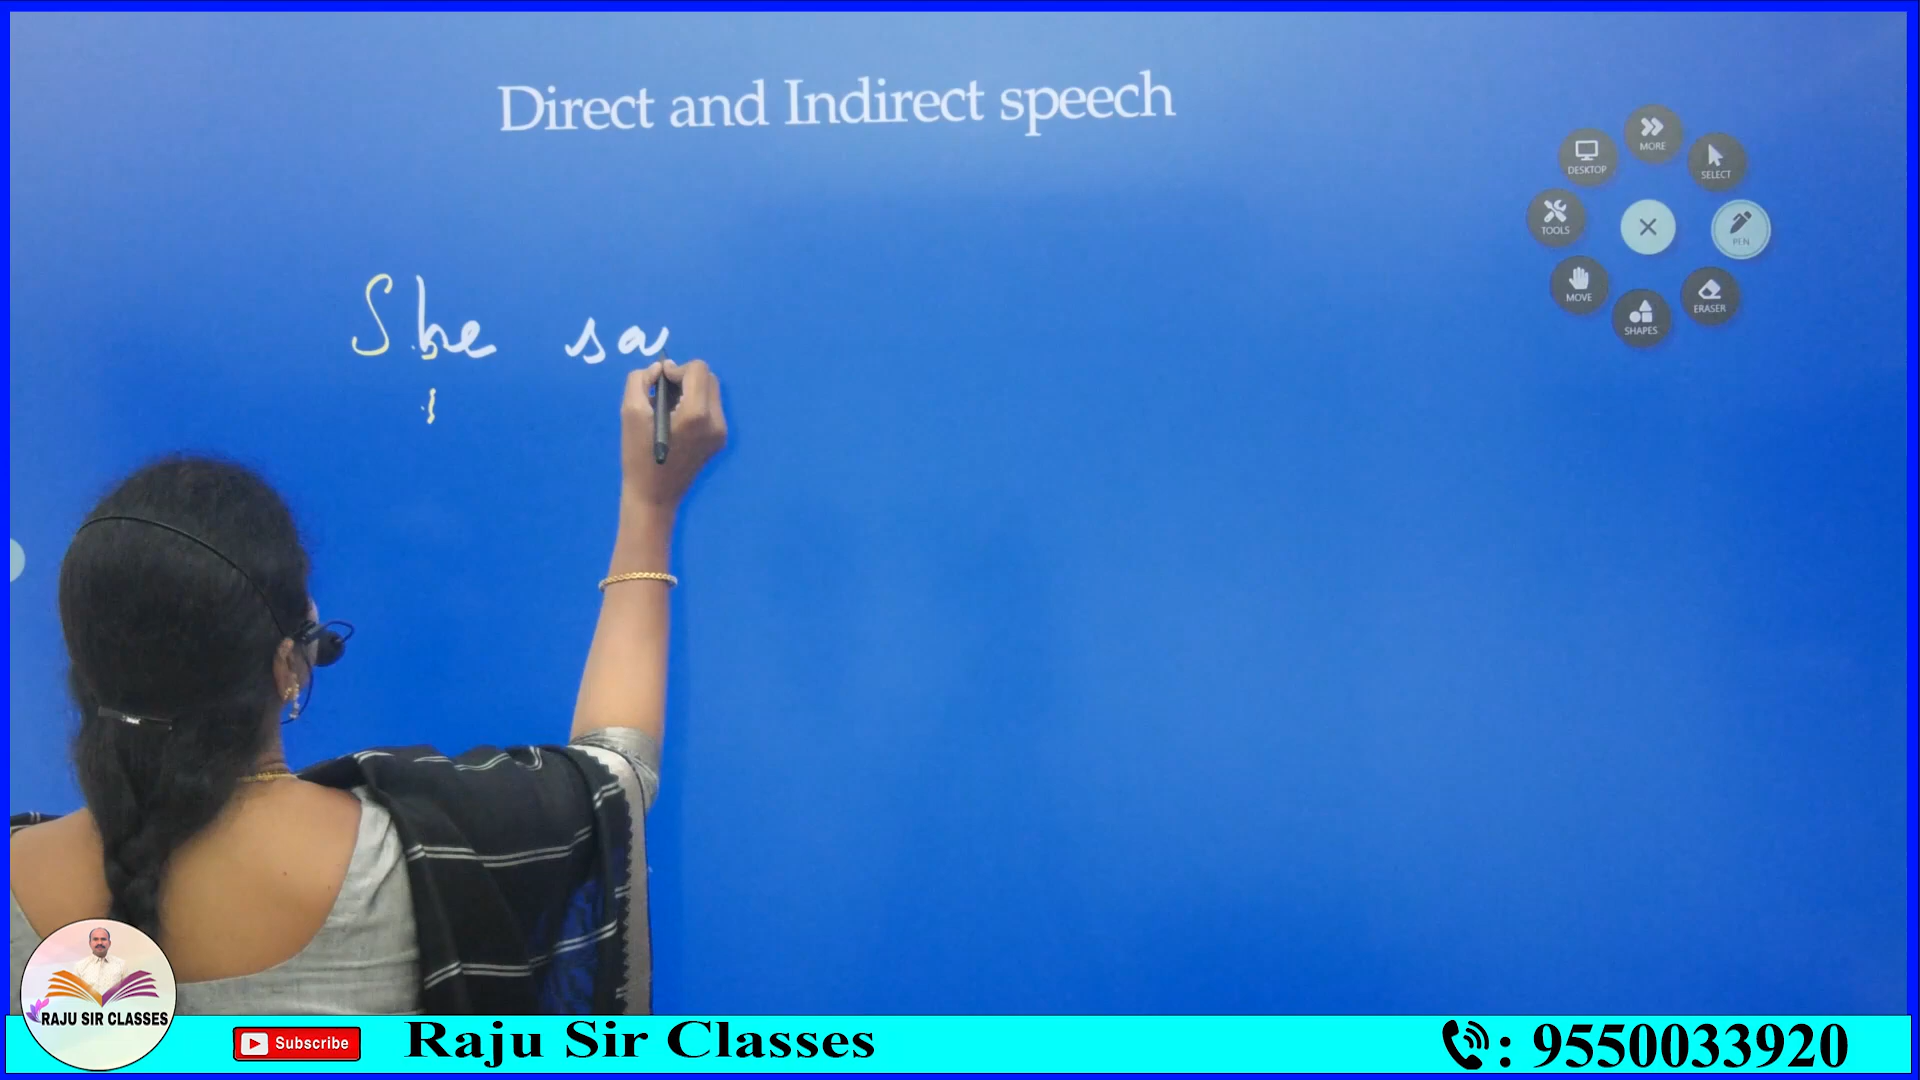 Direct and Indirect speech
MORE
DESKTOP
SELECT
TOOLS
PEN
MOVE
ERASER
SHAPES
She sa
RAJU SIR CLASSES
Subscribe
Raju Sir Classes
: 9550033920